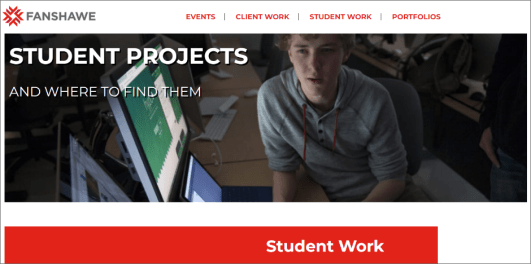 FANSHAWE
EVENTS | CLIENT WORK | STUDENT WORK | PORTFOLIOS
STUDENT PROJECTS
AND WHERE TO FIND THEM
Student Work